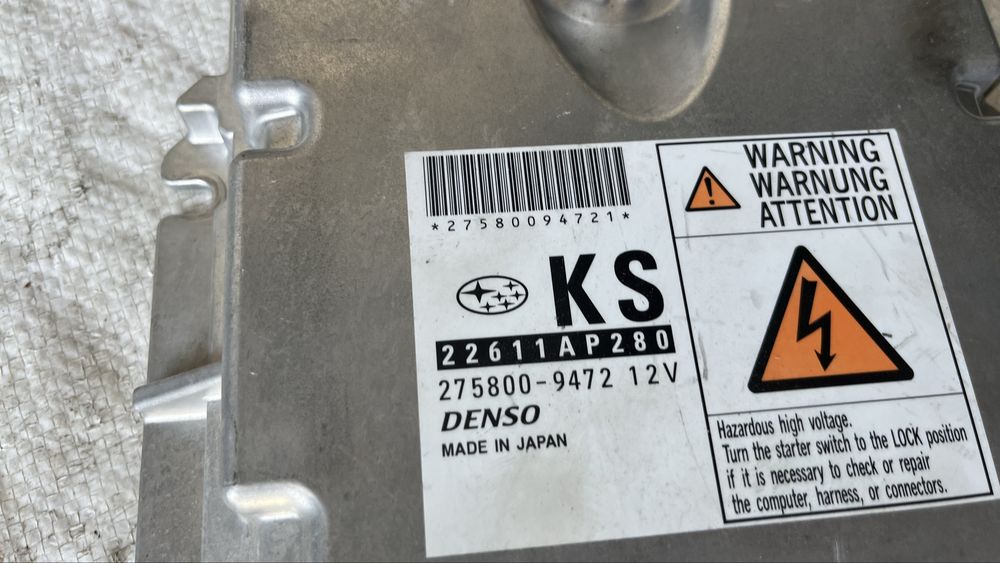 *27580094721*
KS
22611AP280
275800-9472 12V
DENSO
MADE IN JAPAN
WARNING
WARNUNG
ATTENTION
Hazardous high voltage.
Turn the starter switch to the LOCK position
if it is necessary to check or repair
the computer, harness, or connectors.